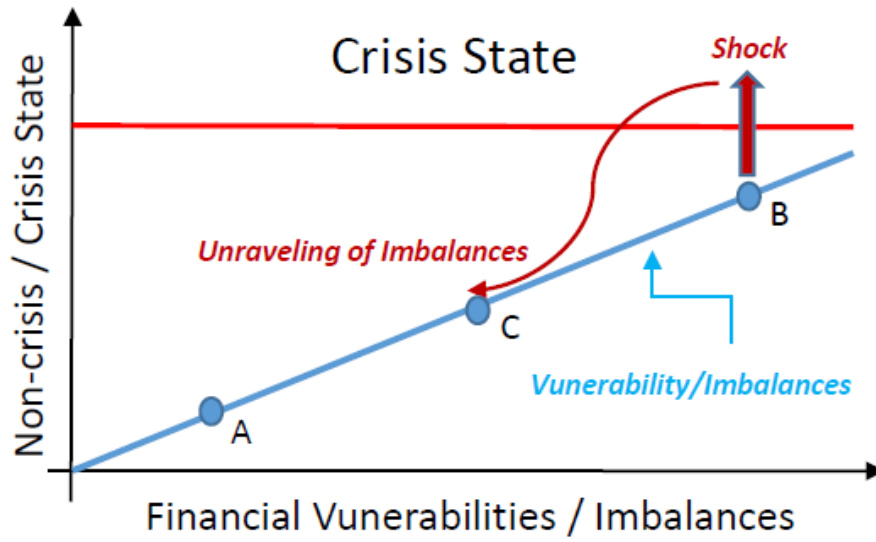 Crisis State
Shock
Non-crisis / Crisis State
B
Unraveling of Imbalances
C
Vunerability/Imbalances
A
Financial Vunerabilities / Imbalances